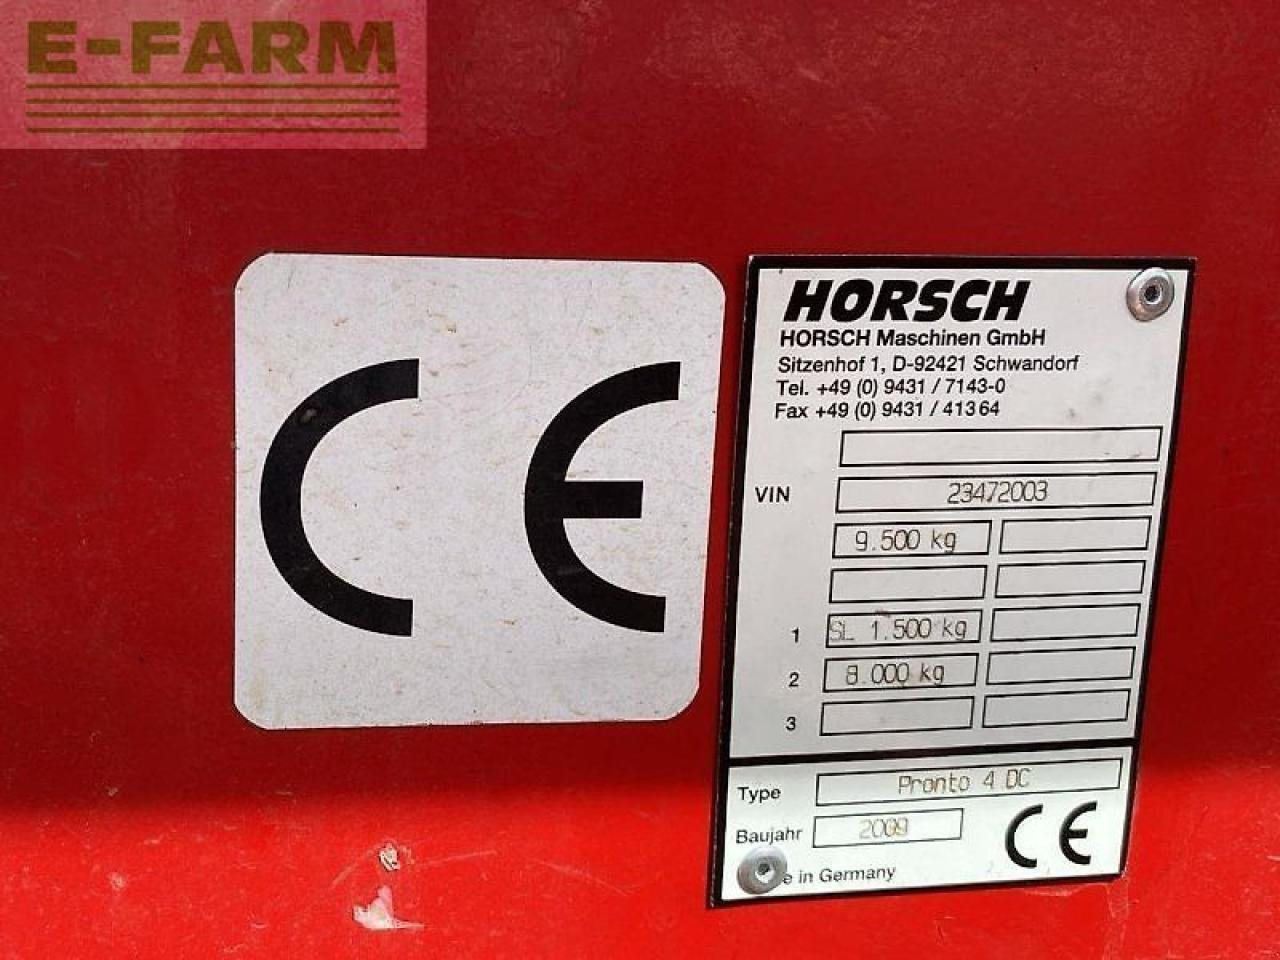 E-FARM
CE
HORSCH
HORSCH Maschinen GmbH
Sitzenhof 1, D-92421 Schwandorf
Tel. +49 (0) 9431 / 7143-0
Fax +49 (0) 9431 / 41364
VIN 23472003
9.500 kg
1 SL 1.500 kg
2 8.000 kg
3
Type Pronto 4 DC
Baujahr 2009
in Germany CE